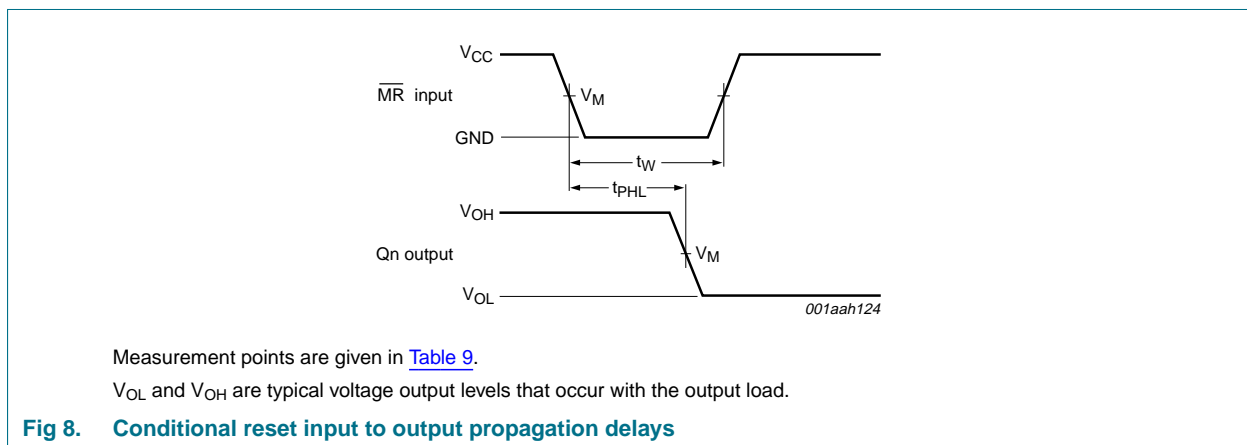 VCC
MR input
VM
GND
tW
tPHL
VOH
Qn output
VM
VOL
001aah124
Measurement points are given in Table 9.
VOL and VOH are typical voltage output levels that occur with the output load.
Fig 8. Conditional reset input to output propagation delays